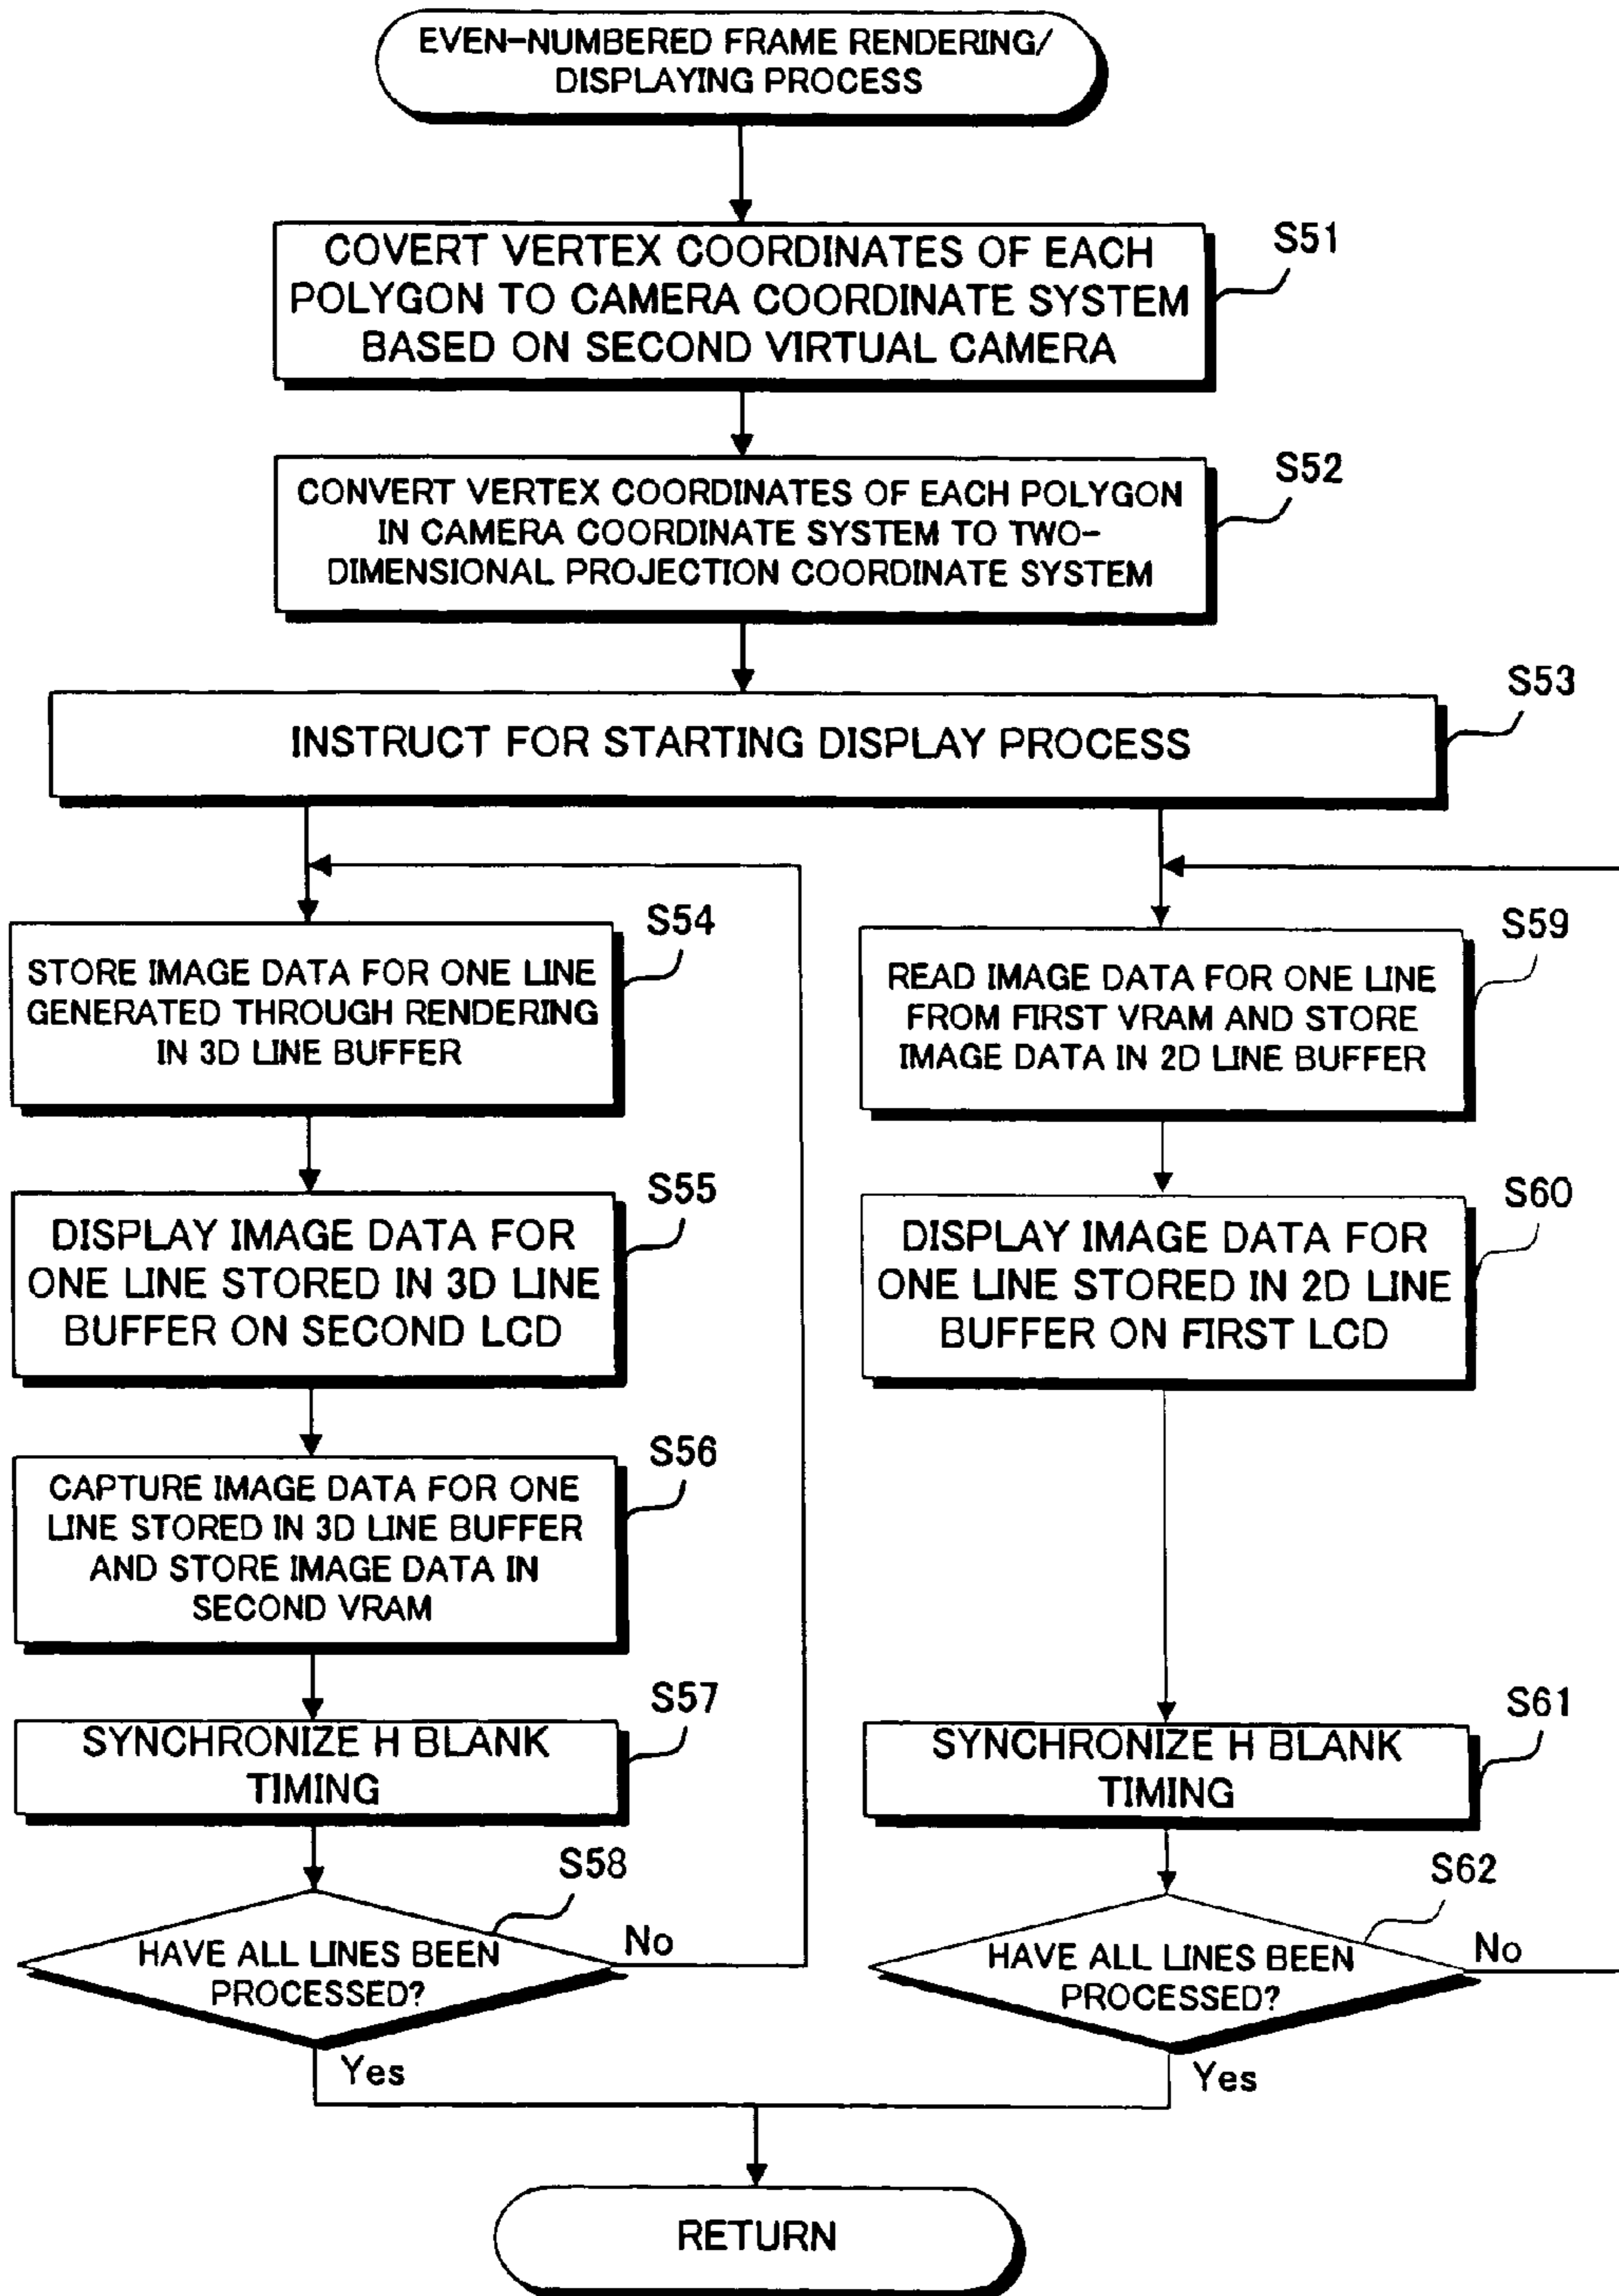 EVEN-NUMBERED FRAME RENDERING/
DISPLAYING PROCESS
COVERT VERTEX COORDINATES OF EACH
POLYGON TO CAMERA COORDINATE SYSTEM
BASED ON SECOND VIRTUAL CAMERA
S51
CONVERT VERTEX COORDINATES OF EACH POLYGON
IN CAMERA COORDINATE SYSTEM TO TWO-
DIMENSIONAL PROJECTION COORDINATE SYSTEM
S52
INSTRUCT FOR STARTING DISPLAY PROCESS
S53
STORE IMAGE DATA FOR ONE LINE
GENERATED THROUGH RENDERING
IN 3D LINE BUFFER
S54
DISPLAY IMAGE DATA FOR
ONE LINE STORED IN 3D LINE
BUFFER ON SECOND LCD
S55
CAPTURE IMAGE DATA FOR ONE
LINE STORED IN 3D LINE BUFFER
AND STORE IMAGE DATA IN
SECOND VRAM
S56
SYNCHRONIZE H BLANK
TIMING
S57
HAVE ALL LINES BEEN
PROCESSED?
S58
No
Yes
READ IMAGE DATA FOR ONE LINE
FROM FIRST VRAM AND STORE
IMAGE DATA IN 2D LINE BUFFER
S59
DISPLAY IMAGE DATA FOR
ONE LINE STORED IN 2D LINE
BUFFER ON FIRST LCD
S60
SYNCHRONIZE H BLANK
TIMING
S61
HAVE ALL LINES BEEN
PROCESSED?
S62
No
Yes
RETURN